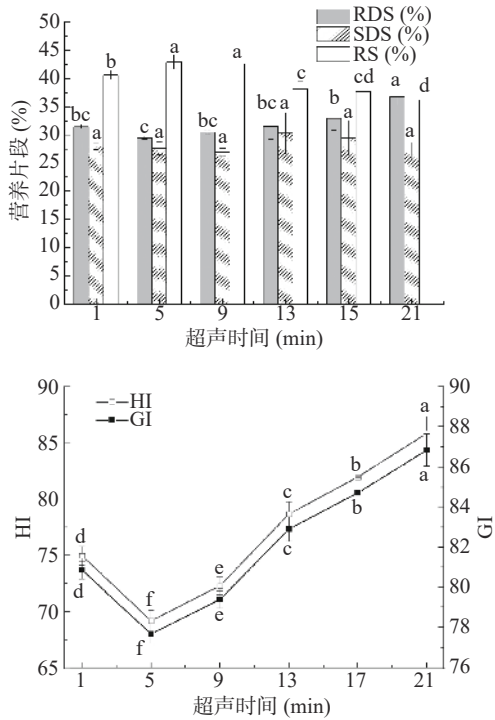 RDS (%)
SDS (%)
RS (%)
营养片段 (%)
50
45
40
35
30
25
20
15
10
5
0
bc a b
c a a
bc a a
bc a c
b a cd
a a d
1 5 9 13 15 21
超声时间 (min)
HI
GI
HI
90
85
80
75
70
65
GI
90
88
86
84
82
80
78
76
d f e c b a
d f e c b a
1 5 9 13 17 21
超声时间 (min)